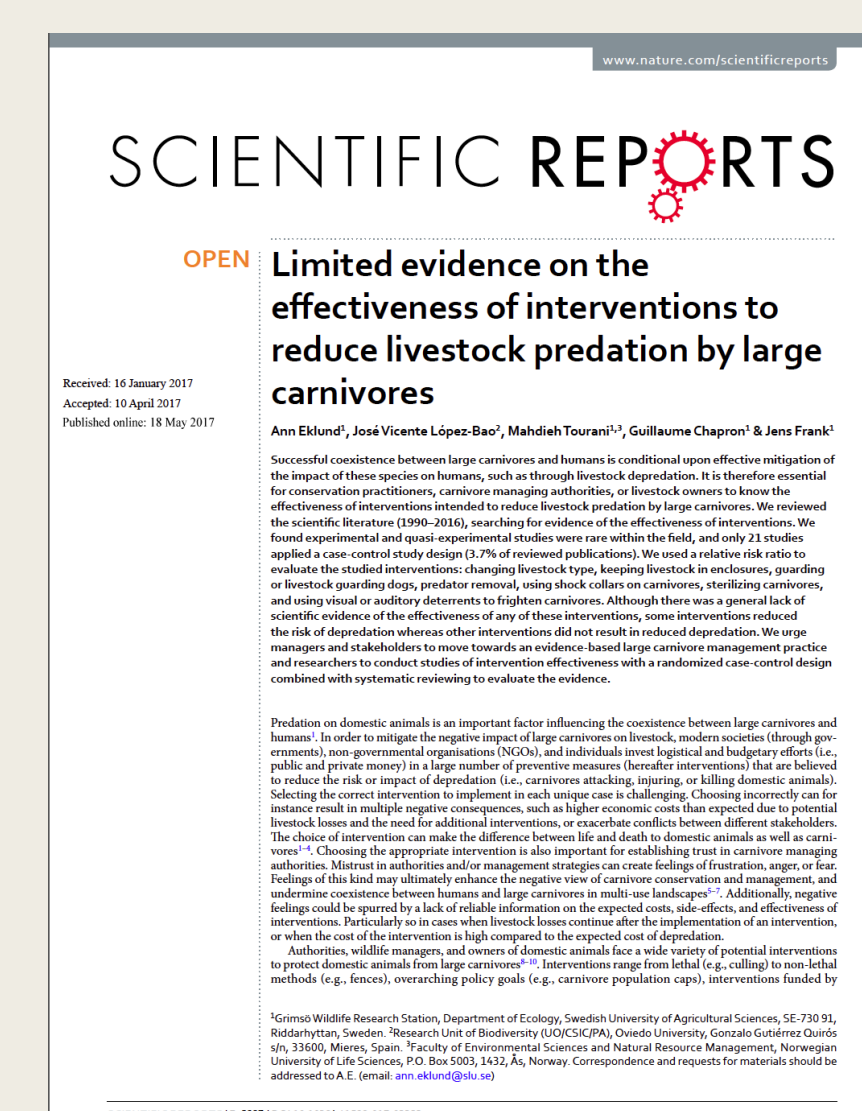 www.nature.com/scientificreports
SCIENTIFIC REPORTS
OPEN
Limited evidence on the
effectiveness of interventions to
reduce livestock predation by large
carnivores
Received: 16 January 2017
Accepted: 10 April 2017
Published online: 18 May 2017
Ann Eklund1, José Vicente López-Bao2, Mahdieh Tourani1,3, Guillaume Chapron1 & Jens Frank1
Successful coexistence between large carnivores and humans is conditional upon effective mitigation of
the impact of these species on humans, such as through livestock depredation. It is therefore essential
for conservation practitioners, carnivore managing authorities, or livestock owners to know the
effectiveness of interventions intended to reduce livestock predation by large carnivores. We reviewed
the scientific literature (1990–2016), searching for evidence of the effectiveness of interventions. We
found experimental and quasi-experimental studies were rare within the field, and only 21 studies
applied a case-control study design (3.7% of reviewed publications). We used a relative risk ratio to
evaluate the studied interventions: changing livestock type, keeping livestock in enclosures, guarding
or livestock guarding dogs, predator removal, using shock collars on carnivores, sterilizing carnivores,
and using visual or auditory deterrents to frighten carnivores. Although there was a general lack of
scientific evidence of the effectiveness of any of these interventions, some interventions reduced
the risk of depredation whereas other interventions did not result in reduced depredation. We urge
managers and stakeholders to move towards an evidence-based large carnivore management practice
and researchers to conduct studies of intervention effectiveness with a randomized case-control design
combined with systematic reviewing to evaluate the evidence.
Predation on domestic animals is an important factor influencing the coexistence between large carnivores and
humans1. In order to mitigate the negative impact of large carnivores on livestock, modern societies (through gov-
ernments), non-governmental organisations (NGOs), and individuals invest logistical and budgetary efforts (i.e.,
public and private money) in a large number of preventive measures (hereafter interventions) that are believed
to reduce the risk or impact of depredation (i.e., carnivores attacking, injuring, or killing domestic animals).
Selecting the correct intervention to implement in each unique case is challenging. Choosing incorrectly can for
instance result in multiple negative consequences, such as higher economic costs than expected due to potential
livestock losses and the need for additional interventions, or exacerbate conflicts between different stakeholders.
The choice of intervention can make the difference between life and death to domestic animals as well as carni-
vores1–4. Choosing the appropriate intervention is also important for establishing trust in carnivore managing
authorities. Mistrust in authorities and/or management strategies can create feelings of frustration, anger, or fear.
Feelings of this kind may ultimately enhance the negative view of carnivore conservation and management, and
undermine coexistence between humans and large carnivores in multi-use landscapes5–7. Additionally, negative
feelings could be spurred by a lack of reliable information on the expected costs, side-effects, and effectiveness of
interventions. Particularly so in cases when livestock losses continue after the implementation of an intervention,
or when the cost of the intervention is high compared to the expected cost of depredation.
Authorities, wildlife managers, and owners of domestic animals face a wide variety of potential interventions
to protect domestic animals from large carnivores8–10. Interventions range from lethal (e.g., culling) to non-lethal
methods (e.g., fences), overarching policy goals (e.g., carnivore population caps), interventions funded by
1Grimsö Wildlife Research Station, Department of Ecology, Swedish University of Agricultural Sciences, SE-730 91,
Riddarhyttan, Sweden. 2Research Unit of Biodiversity (UO/CSIC/PA), Oviedo University, Gonzalo Gutiérrez Quirós
s/n, 33600, Mieres, Spain. 3Faculty of Environmental Sciences and Natural Resource Management, Norwegian
University of Life Sciences, P.O. Box 5003, 1432, Ås, Norway. Correspondence and requests for materials should be
addressed to A.E. (email: ann.eklund@slu.se)